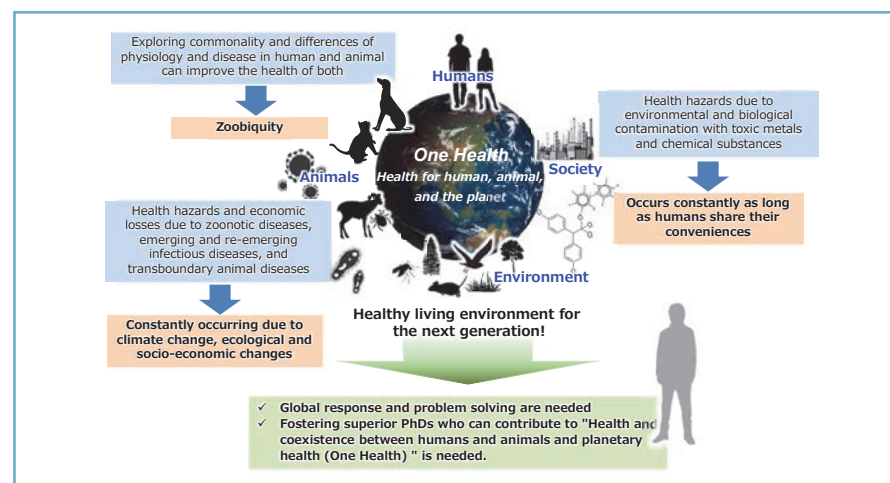 Exploring commonality and differences of
physiology and disease in human and animal
can improve the health of both
Zoobiquity
Humans
One Health
Health for human, animal,
and the planet
Animals
Society
Environment
Health hazards due to
environmental and biological
contamination with toxic metals
and chemical substances
Occurs constantly as long
as humans share their
conveniences
Health hazards and economic
losses due to zoonotic diseases,
emerging and re-emerging
infectious diseases, and
transboundary animal diseases
Constantly occurring due to
climate change, ecological and
socio-economic changes
Healthy living environment for
the next generation!
✓ Global response and problem solving are needed
✓ Fostering superior PhDs who can contribute to "Health and
coexistence between humans and animals and planetary
health (One Health) " is needed.